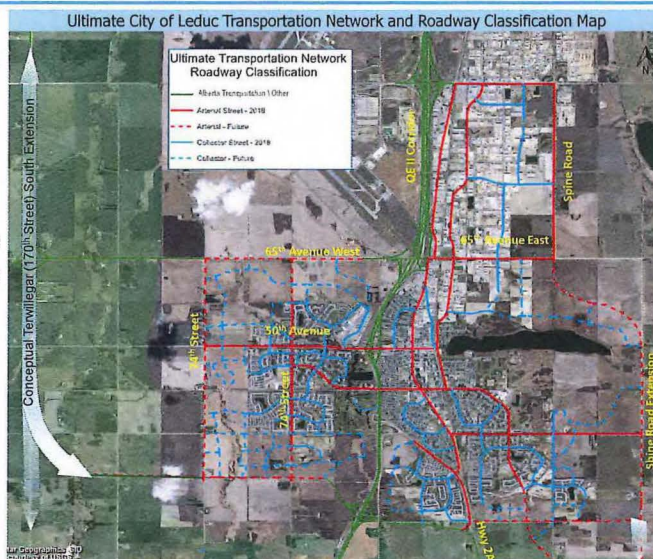 Ultimate City of Leduc Transportation Network and Roadway Classification Map
Ultimate Transportation Network
Roadway Classification
Alberta Transportation / Other
Arterial Street - 2018
Arterial - Future
Collector Street - 2018
Collector - Future
Conceptual Terwillegar (170th Street) South Extension
QE II Corridor
Spine Road
65th Avenue East
65th Avenue West
50th Avenue
74th Street
Spine Road Extension